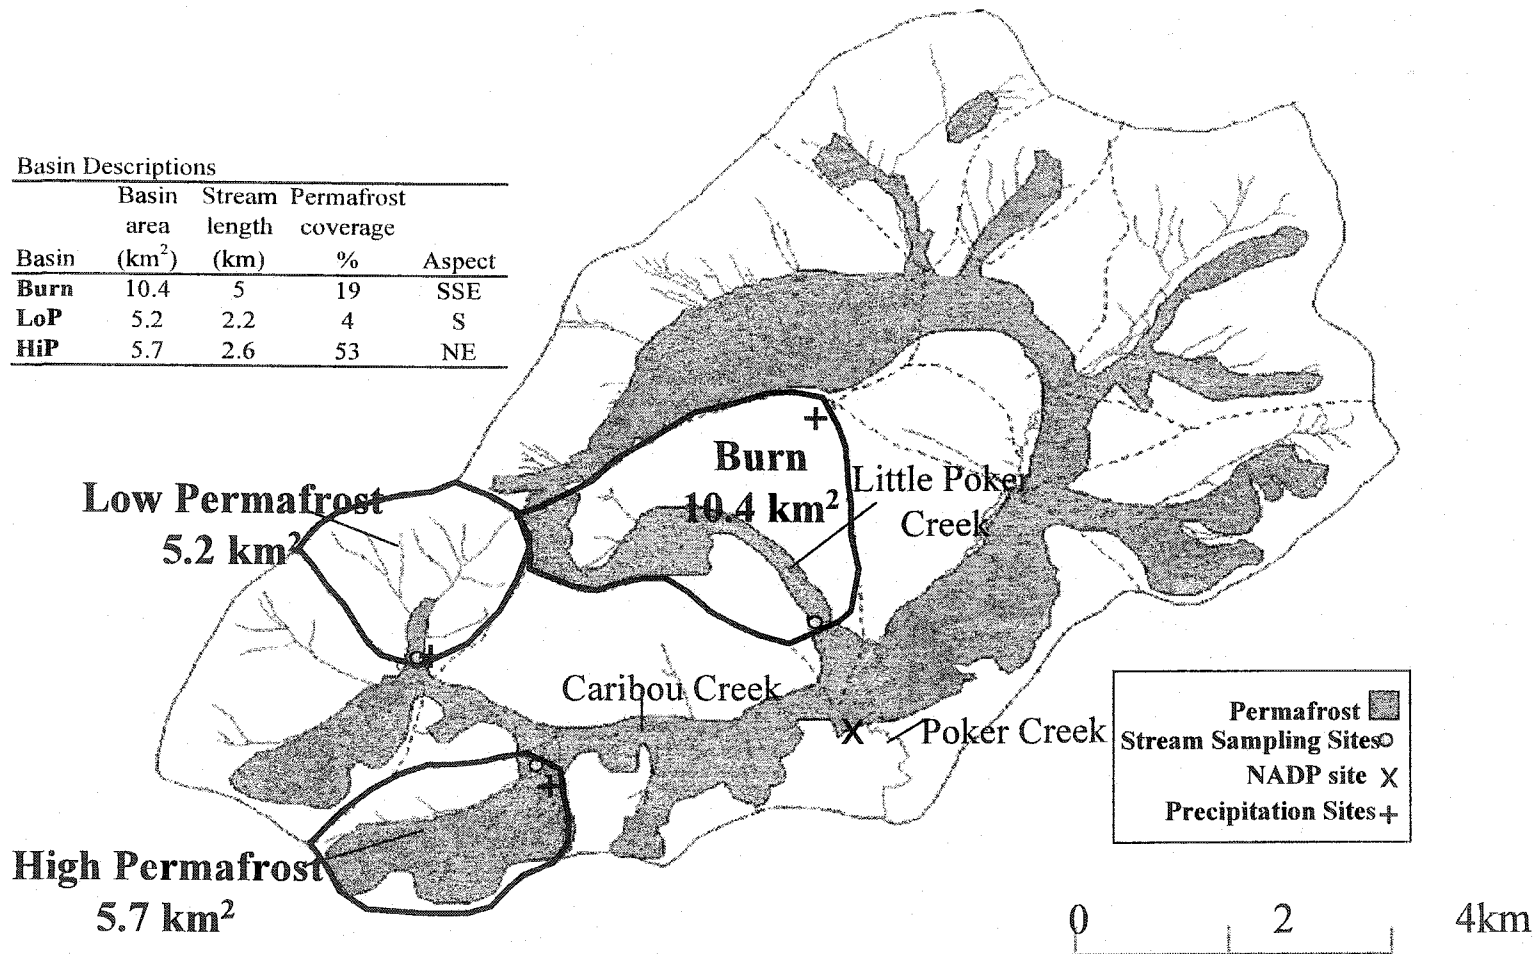 Basin Descriptions
Basin Stream Permafrost
area length coverage
Basin (km²) (km) % Aspect
Burn 10.4 5 19 SSE
LoP 5.2 2.2 4 S
HiP 5.7 2.6 53 NE
Burn
10.4 km²
Little Poker
Creek
Low Permafrost
5.2 km²
Caribou Creek
Poker Creek
High Permafrost
5.7 km²
Permafrost
Stream Sampling Sites
NADP site X
Precipitation Sites +
0 2 4km